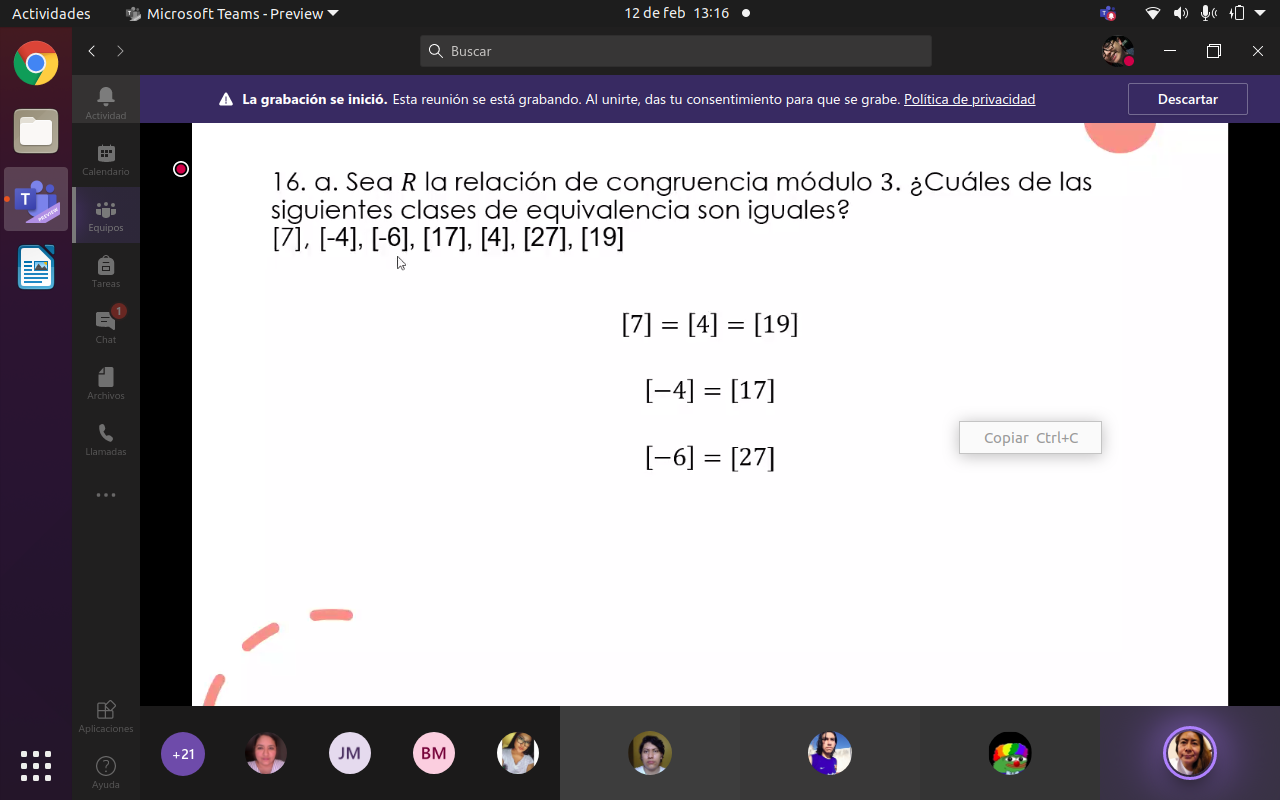 Actividades
Microsoft Teams - Preview
12 de feb 13:16
Buscar
La grabación se inició. Esta reunión se está grabando. Al unirte, das tu consentimiento para que se grabe. Política de privacidad
Descartar
Actividad
Calendario
Equipos
Tareas
1
Chat
Archivos
Llamadas
Aplicaciones
Ayuda
T
PREVIEW
16. a. Sea R la relación de congruencia módulo 3. ¿Cuáles de las
siguientes clases de equivalencia son iguales?
[7], [-4], [-6], [17], [4], [27], [19]
[7] = [4] = [19]
[−4] = [17]
[−6] = [27]
Copiar Ctrl+C
+21
JM
BM